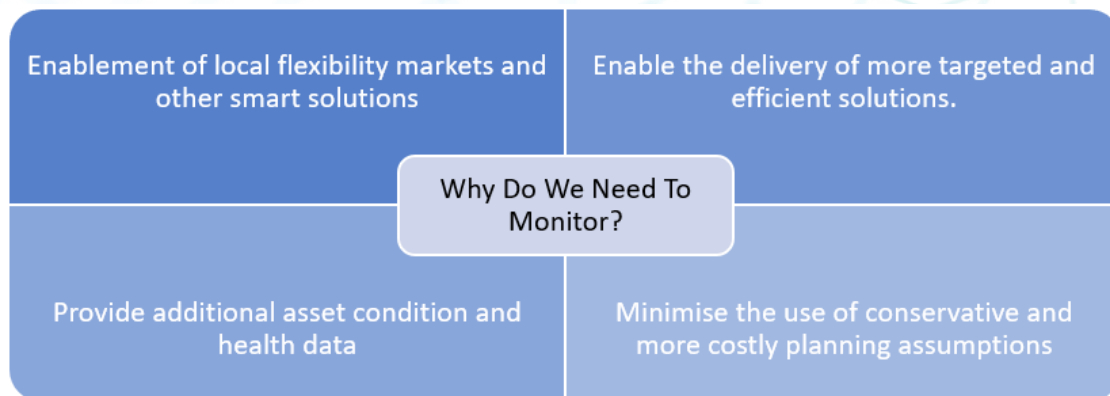 Enablement of local flexibility markets and
other smart solutions
Enable the delivery of more targeted and
efficient solutions.
Why Do We Need To
Monitor?
Provide additional asset condition and
health data
Minimise the use of conservative and
more costly planning assumptions